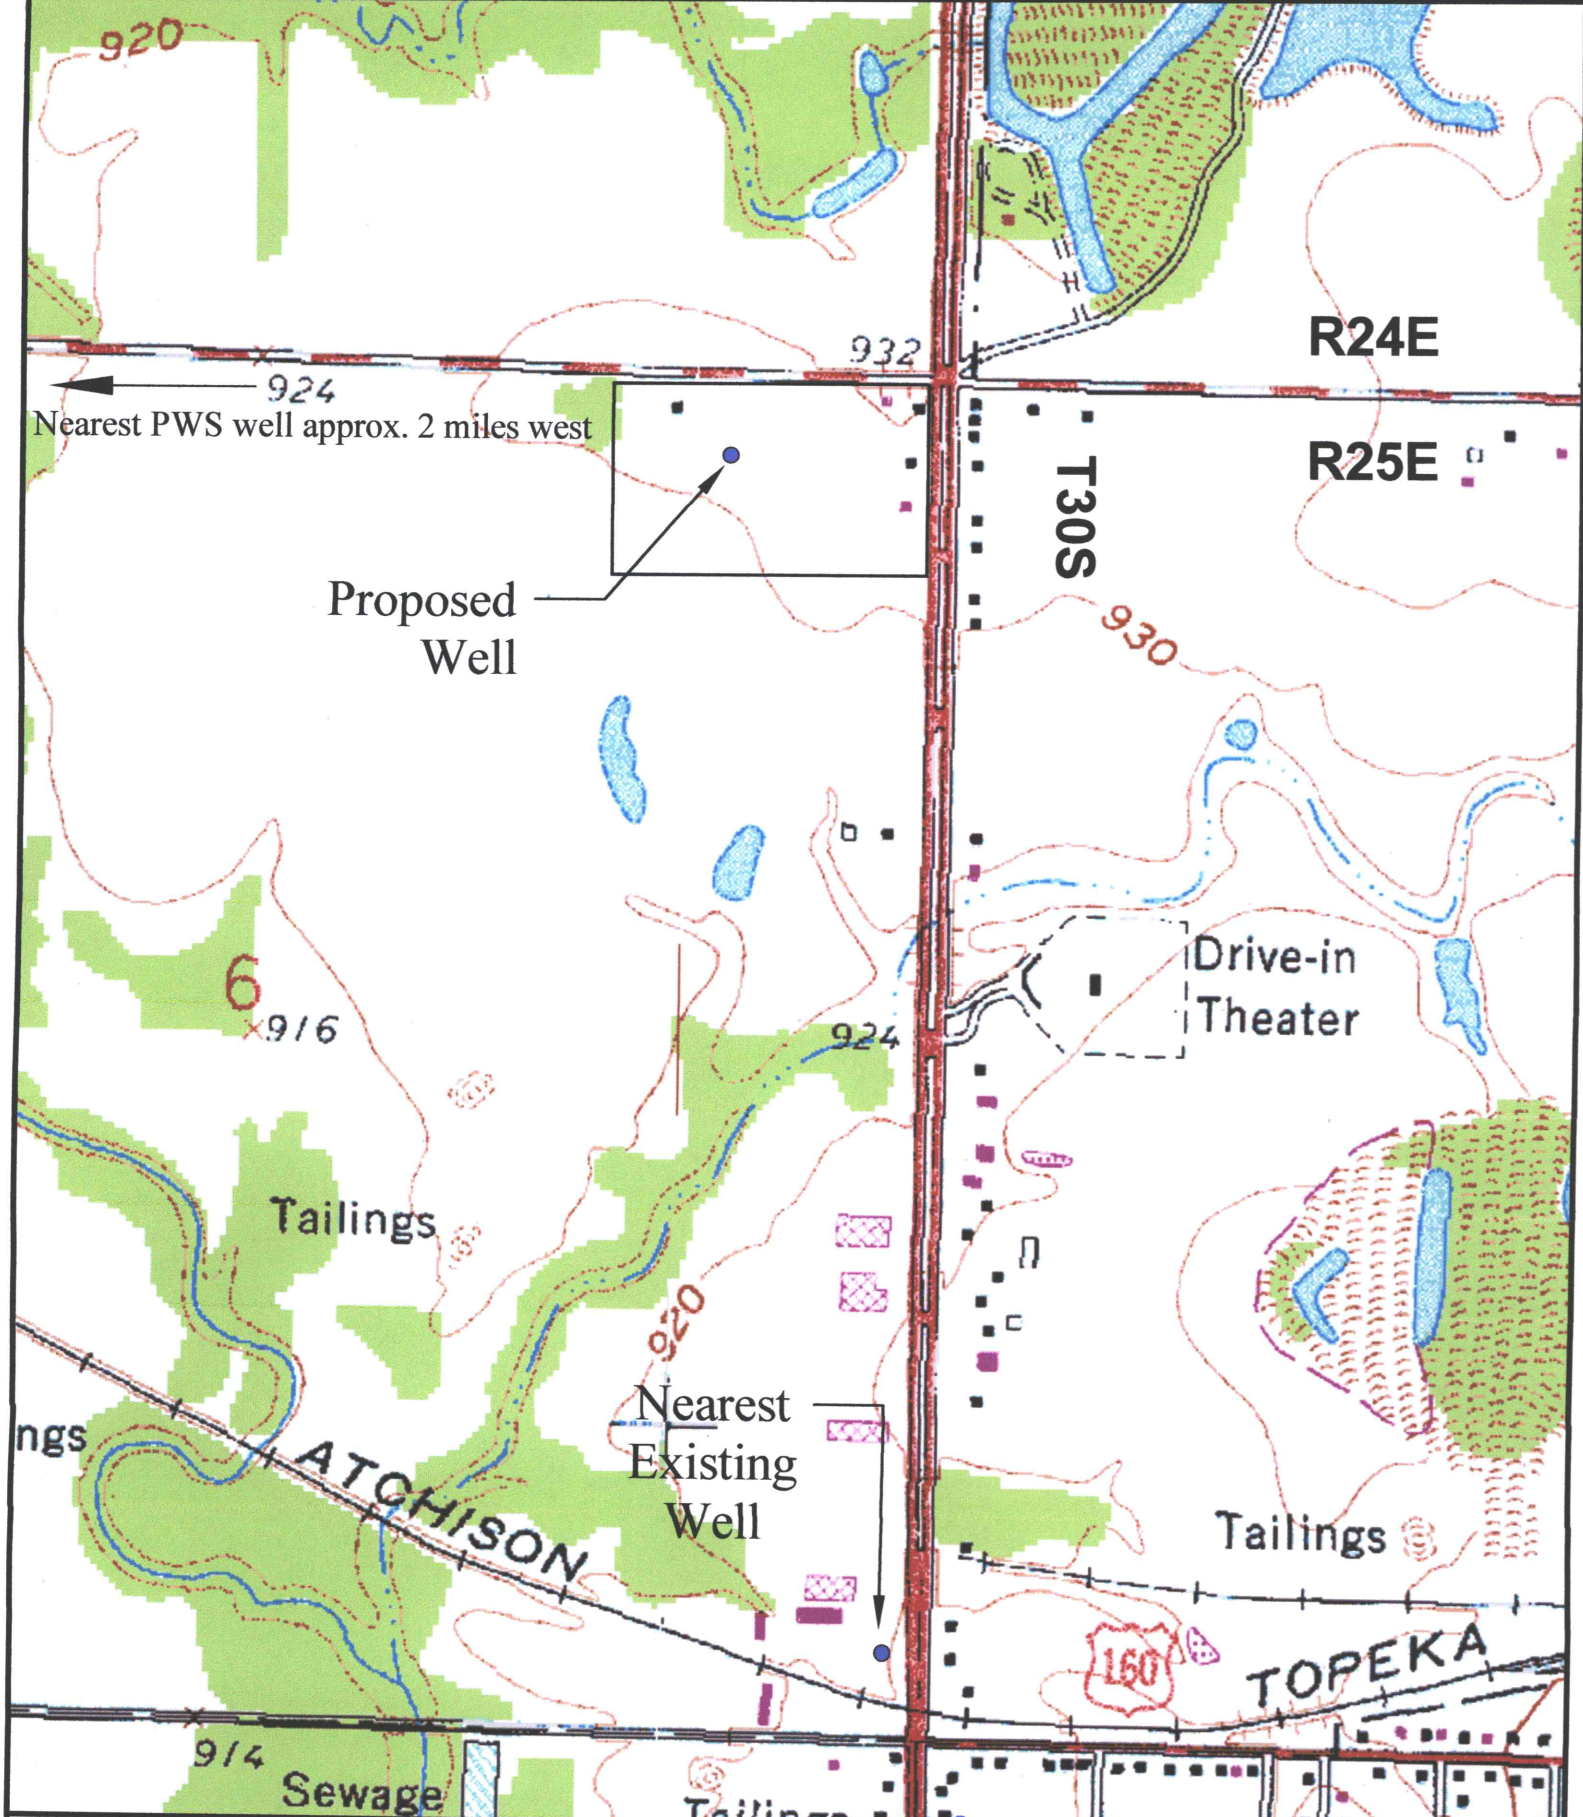 920
932
R24E
924
Nearest PWS well approx. 2 miles west
R25E
T30S
Proposed
Well
930
Drive-in
Theater
6
916
924
Tailings
920
Nearest
Existing
Well
ngs
ATCHISON
Tailings
160
TOPEKA
914
Sewage
Tailings